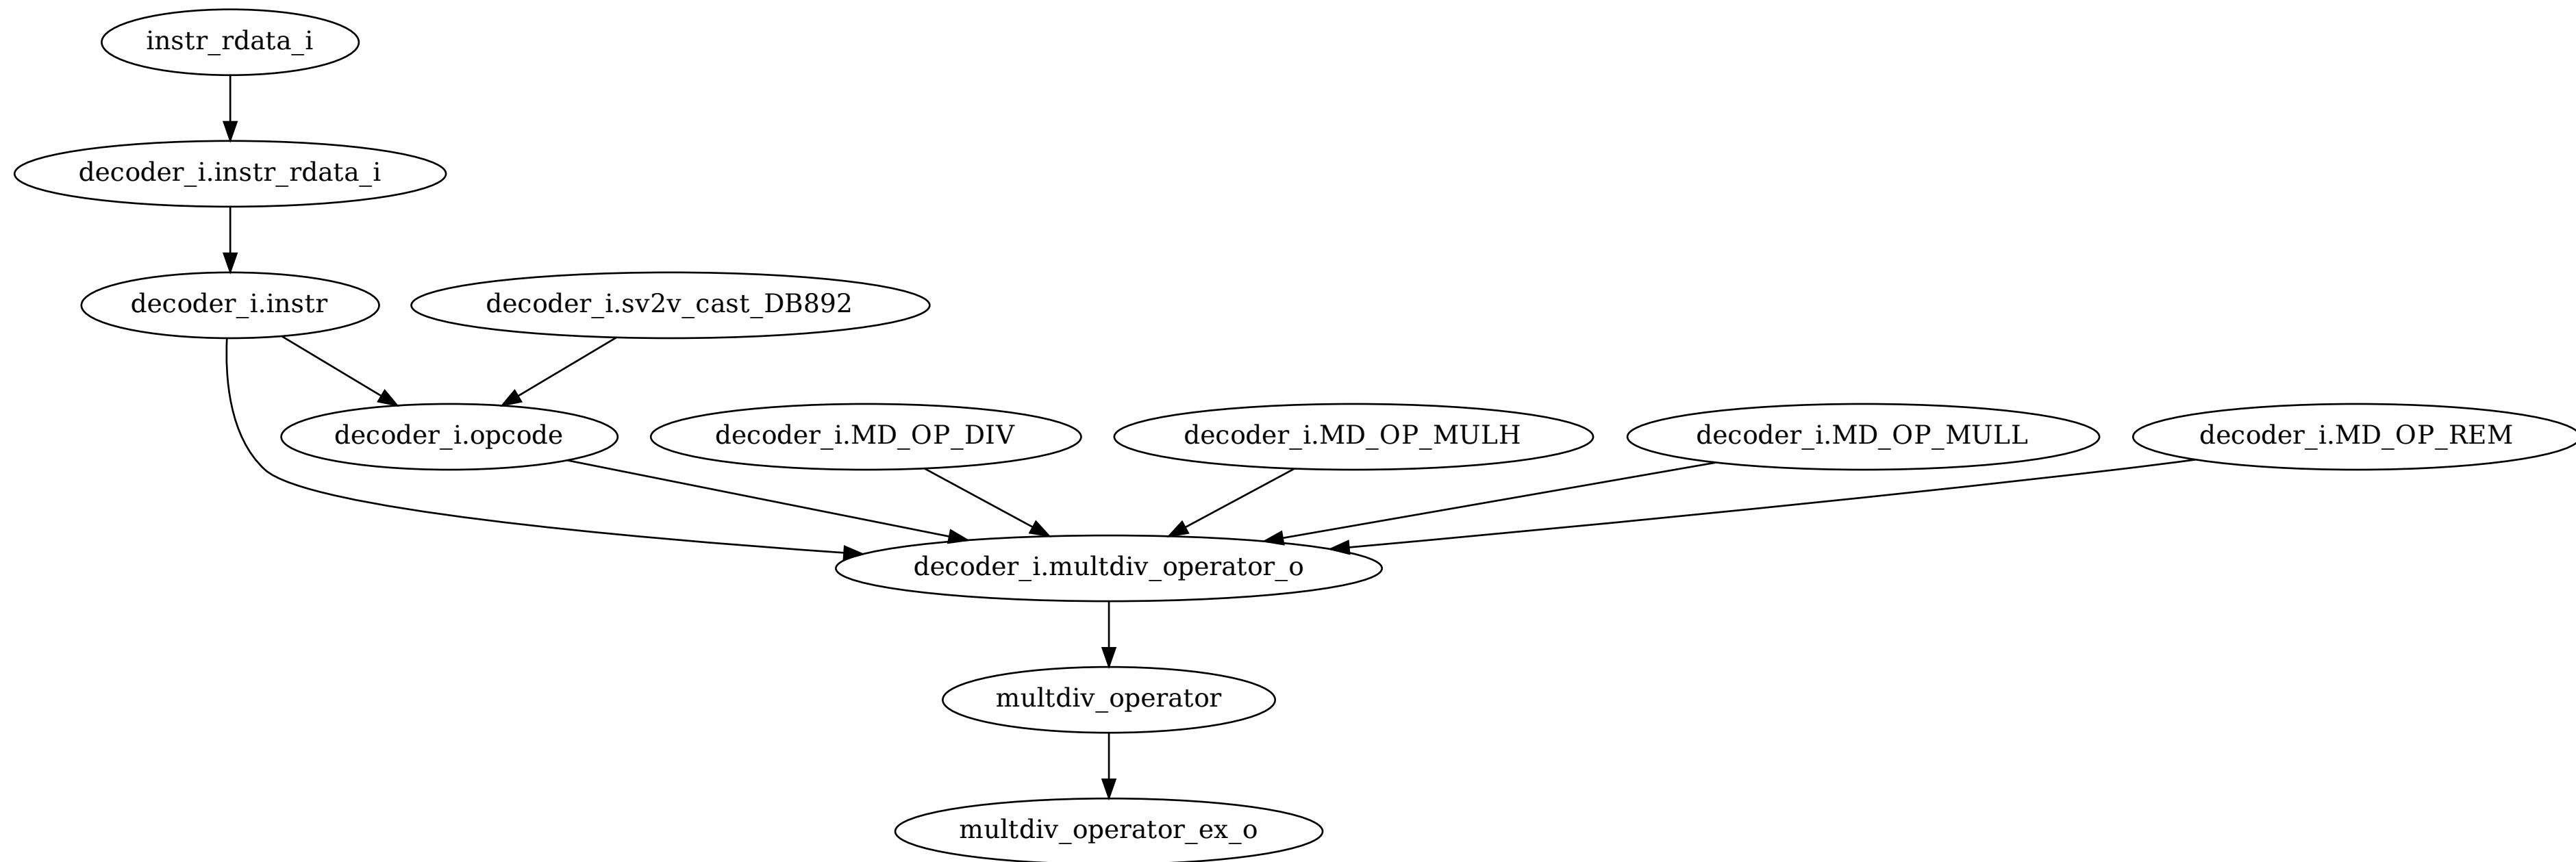 instr_rdata_i
decoder_i.instr_rdata_i
decoder_i.instr
decoder_i.sv2v_cast_DB892
decoder_i.opcode
decoder_i.MD_OP_DIV
decoder_i.MD_OP_MULH
decoder_i.MD_OP_MULL
decoder_i.MD_OP_REM
decoder_i.multdiv_operator_o
multdiv_operator
multdiv_operator_ex_o